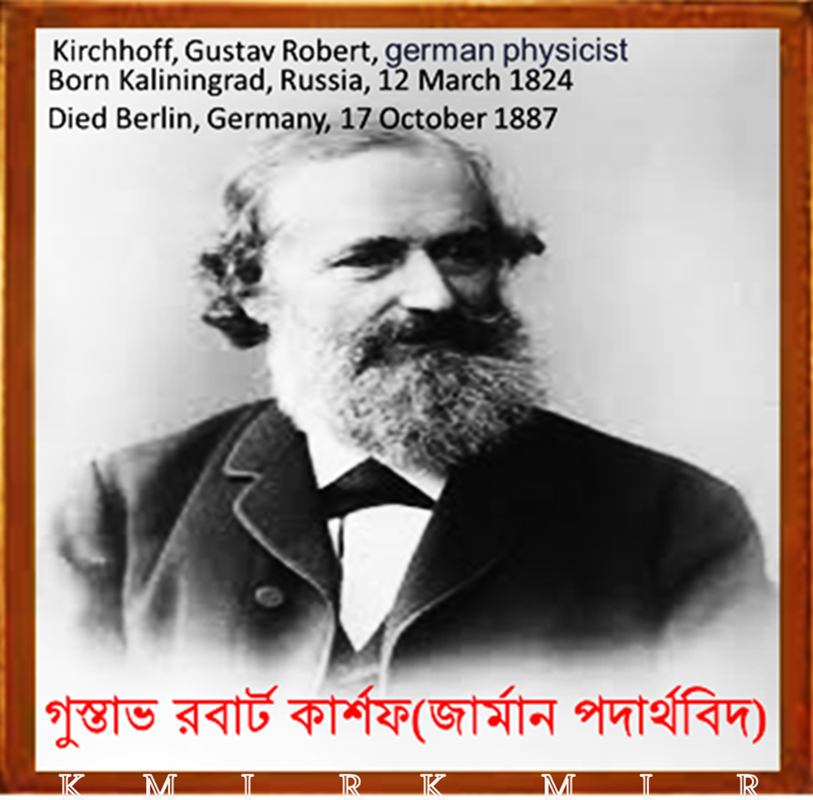 Kirchhoff, Gustav Robert, german physicist
Born Kaliningrad, Russia, 12 March 1824
Died Berlin, Germany, 17 October 1887
গুস্তাভ রবার্ট কার্শফ(জার্মান পদার্থবিদ)
K M I R K M I R